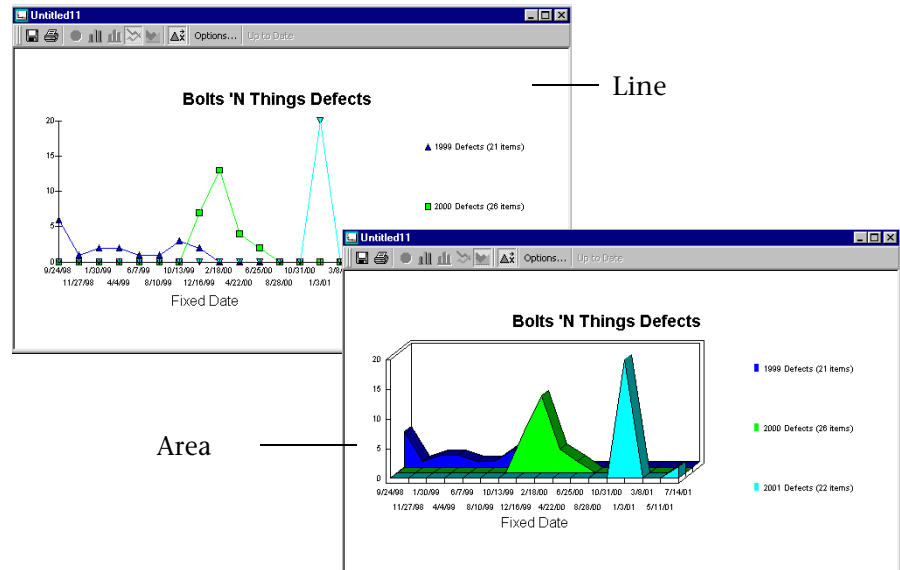 Untitled11
Options... Up to Date
Line
Bolts 'N Things Defects
20
15
10
5
0
1999 Defects (21 items)
2000 Defects (26 items)
9/24/98 1/30/99 6/7/99 10/13/99 2/18/00 6/25/00 10/31/00 3/8/
11/27/98 4/4/99 8/10/99 12/16/99 4/22/00 8/28/00 1/3/01
Fixed Date
Untitled11
Options... Up to Date
Area
Bolts 'N Things Defects
20
15
10
5
0
1999 Defects (21 items)
2000 Defects (26 items)
2001 Defects (22 items)
9/24/98 1/30/99 6/7/99 10/13/99 2/18/00 6/25/00 10/31/00 3/8/01 7/14/01
11/27/98 4/4/99 8/10/99 12/16/99 4/22/00 8/28/00 1/3/01 5/11/01
Fixed Date